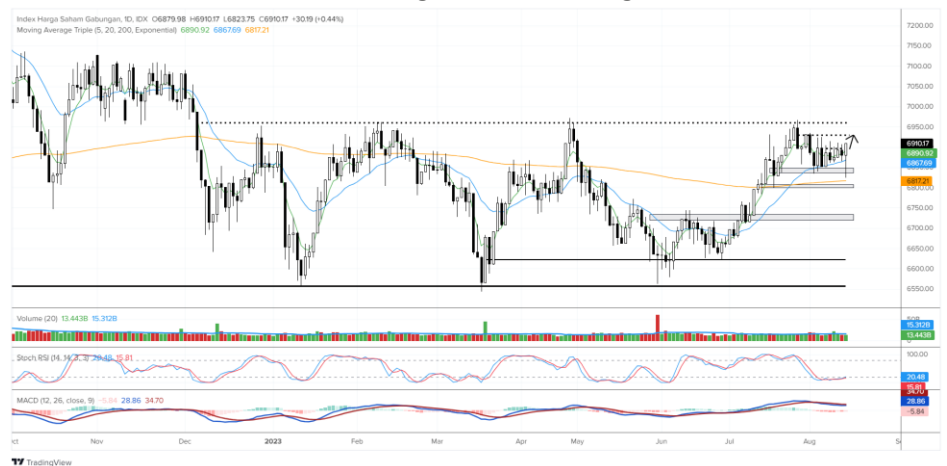 Index Harga Saham Gabungan, 1D, IDX O6879.98 H6910.17 L6823.75 C6910.17 +30.19 (+0.44%)
Moving Average Triple (5, 20, 200, Exponential) 6890.92 6867.69 6817.21
7200.00
7150.00
7100.00
7050.00
7000.00
6950.00
6910.17
6890.92
6867.69
6817.21
6800.00
6750.00
6700.00
6650.00
6600.00
6550.00
Volume (20) 13.443B 15.312B
15.312B
13.443B
Stoch RSI (14, 14, 3, 3) 20.48 15.81
100.00
20.48
15.81
MACD (12, 26, close, 9) −5.84 28.86 34.70
34.70
28.86
−5.84
Nov Dec 2023 Feb Mar Apr May Jun Jul Aug
TradingView